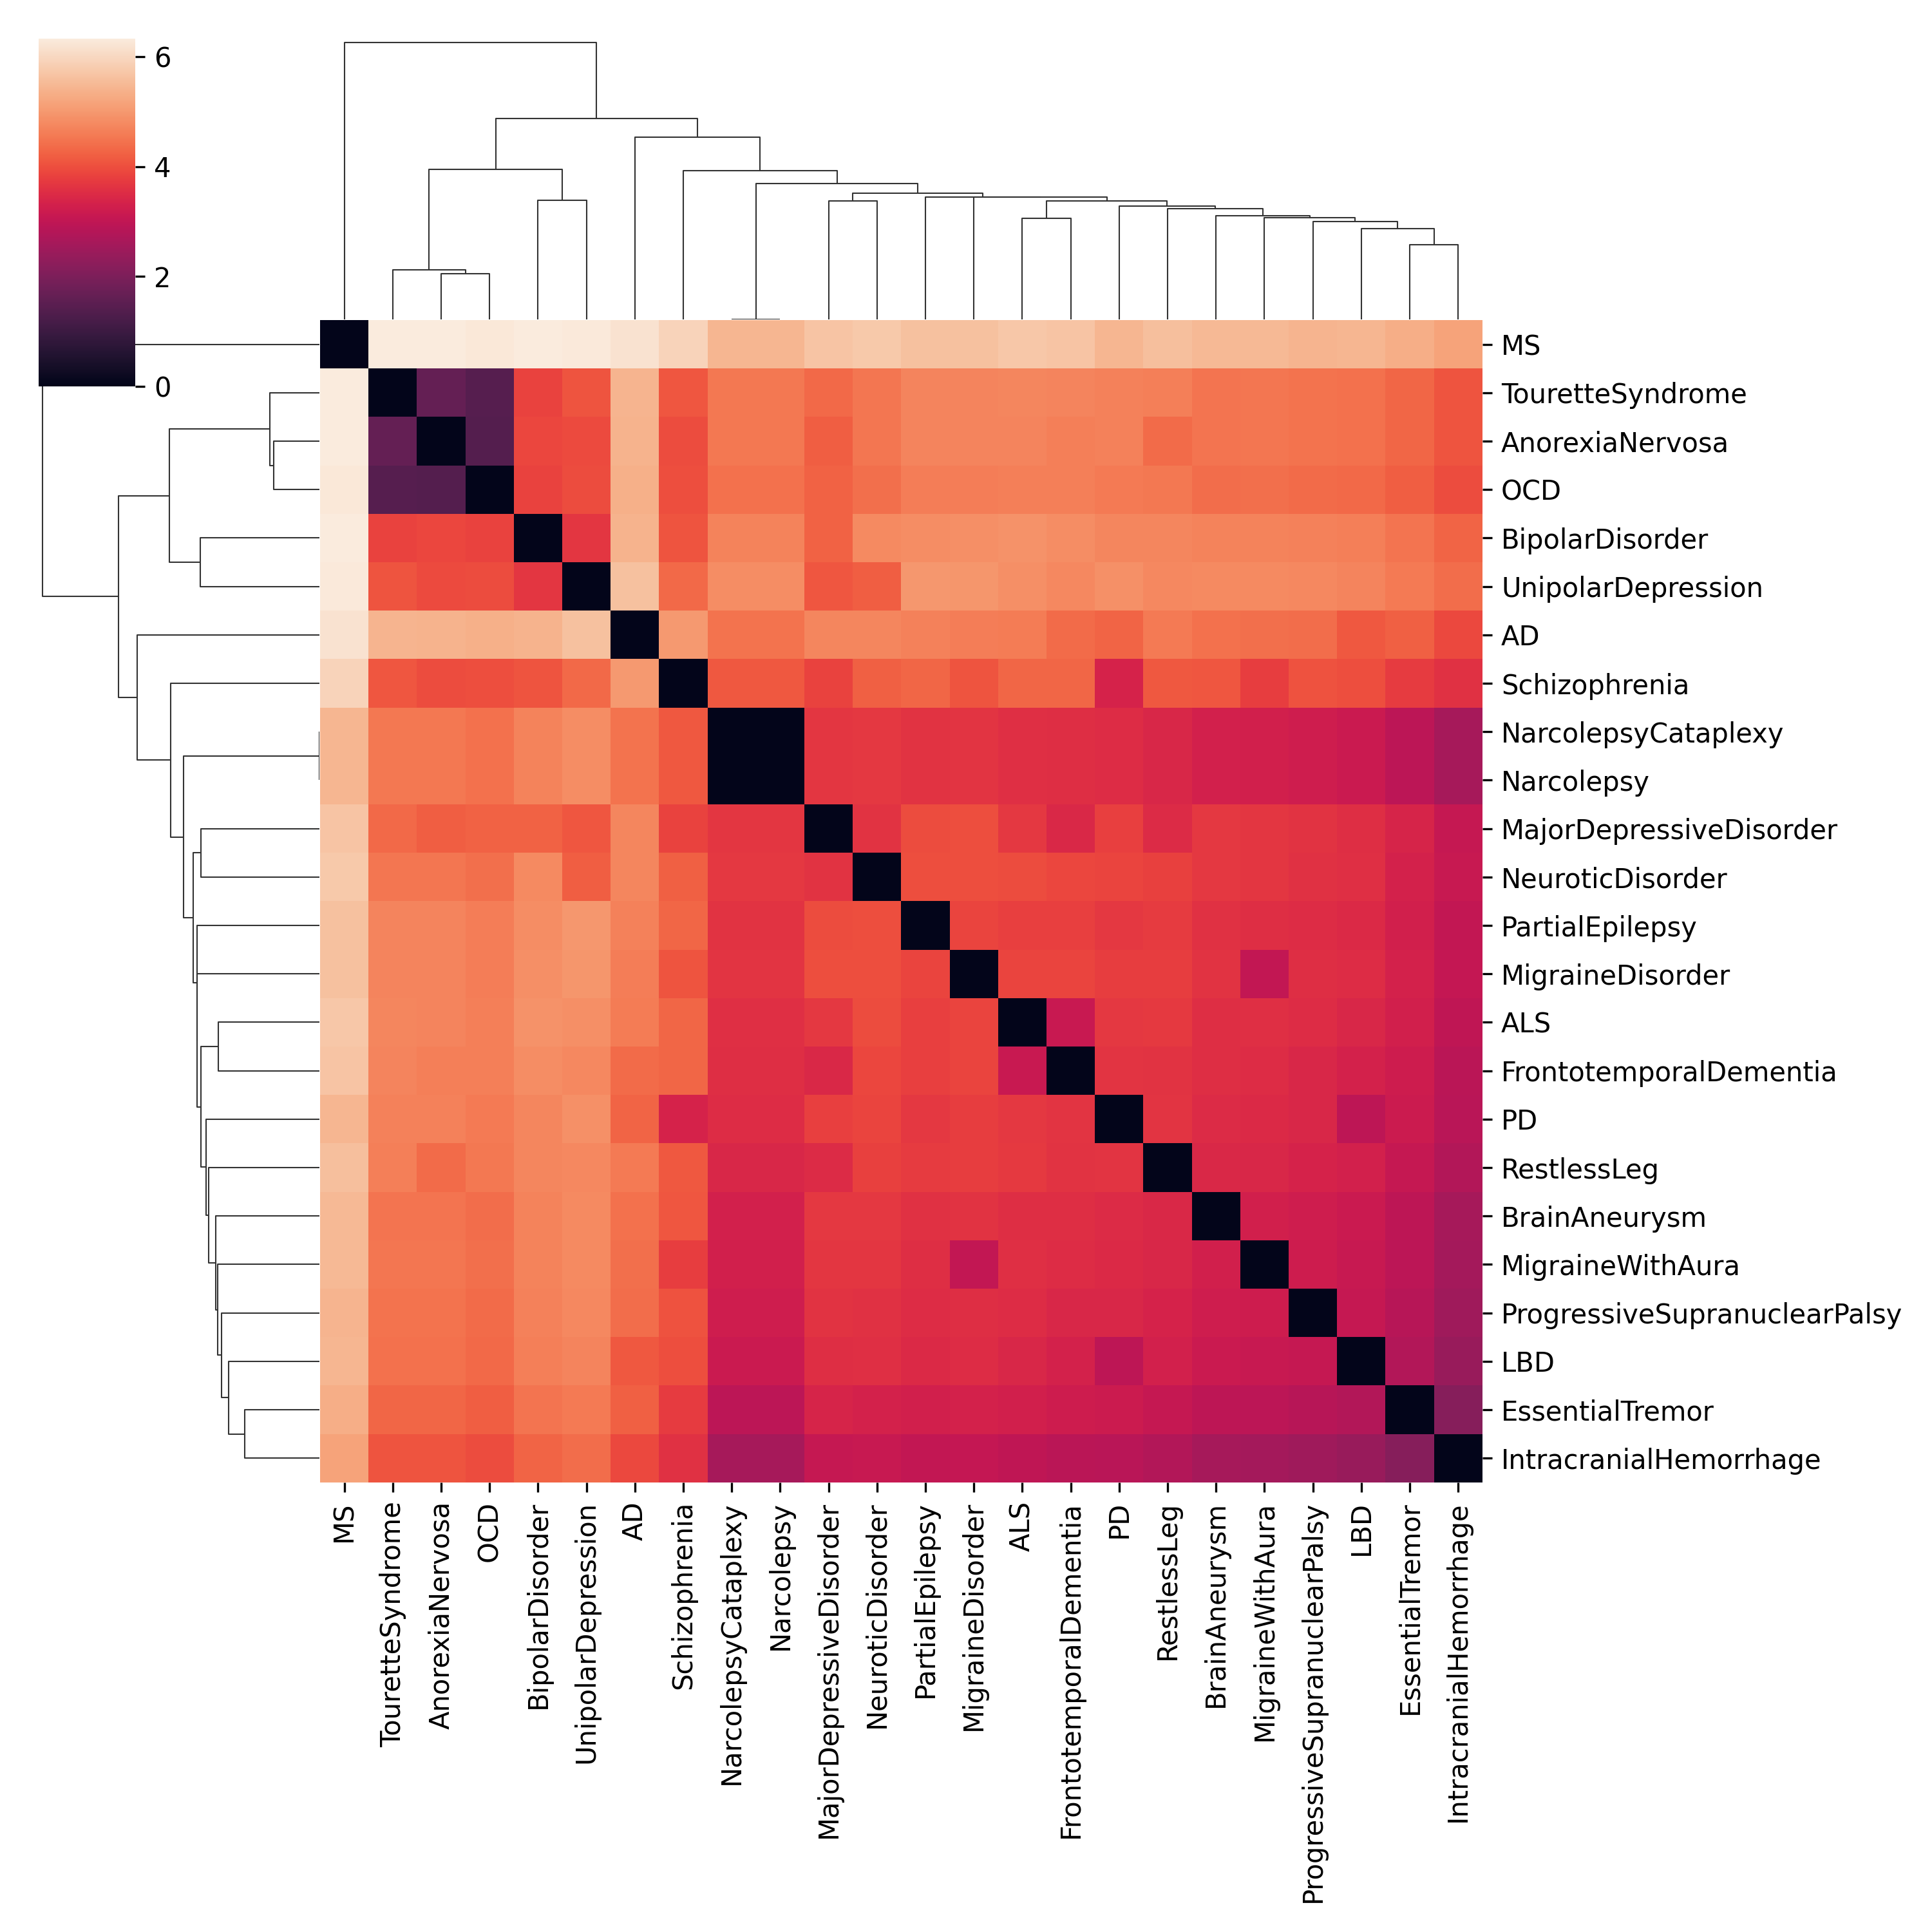 6
4
2
0
MS
TouretteSyndrome
AnorexiaNervosa
OCD
BipolarDisorder
UnipolarDepression
AD
Schizophrenia
NarcolepsyCataplexy
Narcolepsy
MajorDepressiveDisorder
NeuroticDisorder
PartialEpilepsy
MigraineDisorder
ALS
FrontotemporalDementia
PD
RestlessLeg
BrainAneurysm
MigraineWithAura
ProgressiveSupranuclearPalsy
LBD
EssentialTremor
IntracranialHemorrhage
MS
TouretteSyndrome
AnorexiaNervosa
OCD
BipolarDisorder
UnipolarDepression
AD
Schizophrenia
NarcolepsyCataplexy
Narcolepsy
MajorDepressiveDisorder
NeuroticDisorder
PartialEpilepsy
MigraineDisorder
ALS
FrontotemporalDementia
PD
RestlessLeg
BrainAneurysm
MigraineWithAura
ProgressiveSupranuclearPalsy
LBD
EssentialTremor
IntracranialHemorrhage